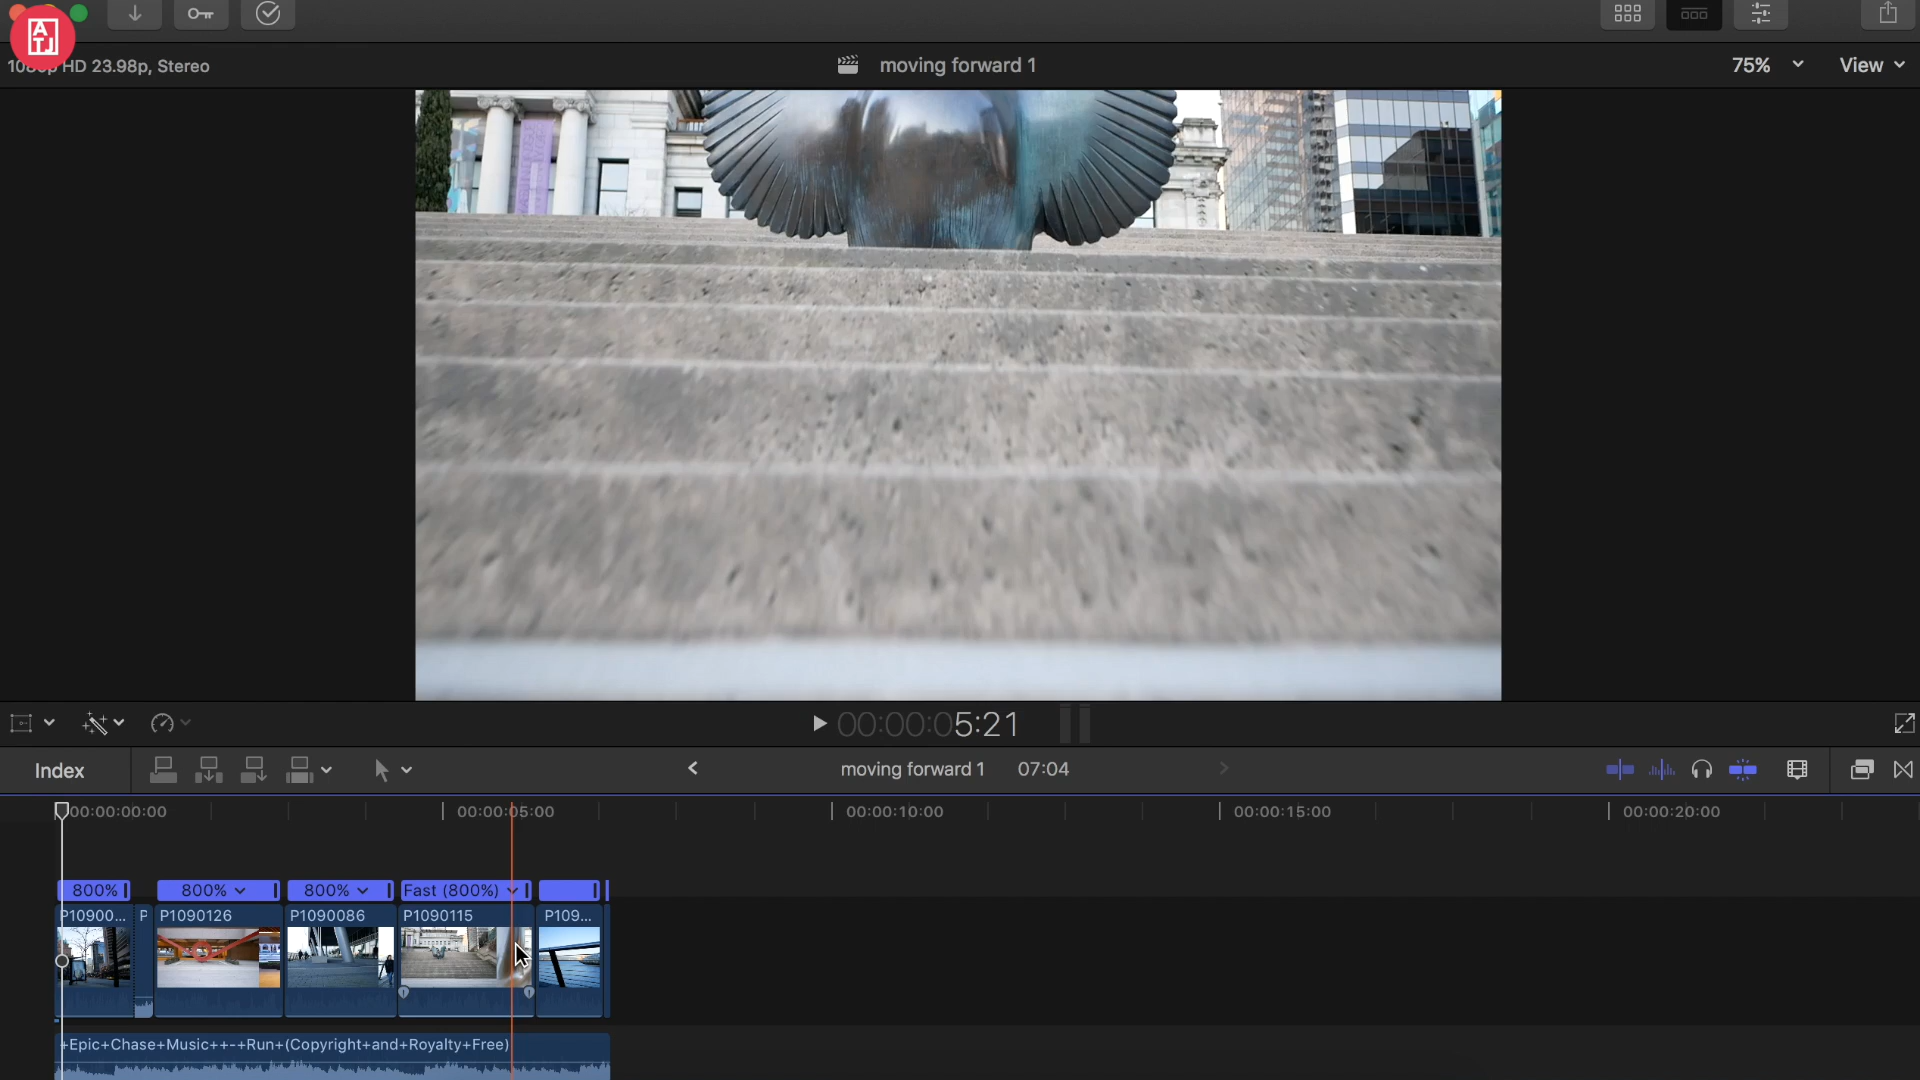 ATJ
1080p HD 23.98p, Stereo
moving forward 1
75%
View
00:00:05:21
Index
moving forward 1
07:04
00:00:00:00
00:00:05:00
00:00:10:00
00:00:15:00
00:00:20:00
800%
800%
800%
Fast (800%)
P10900...
P
P1090126
P1090086
P1090115
P109...
+Epic+Chase+Music++-+Run+(Copyright+and+Royalty+Free)